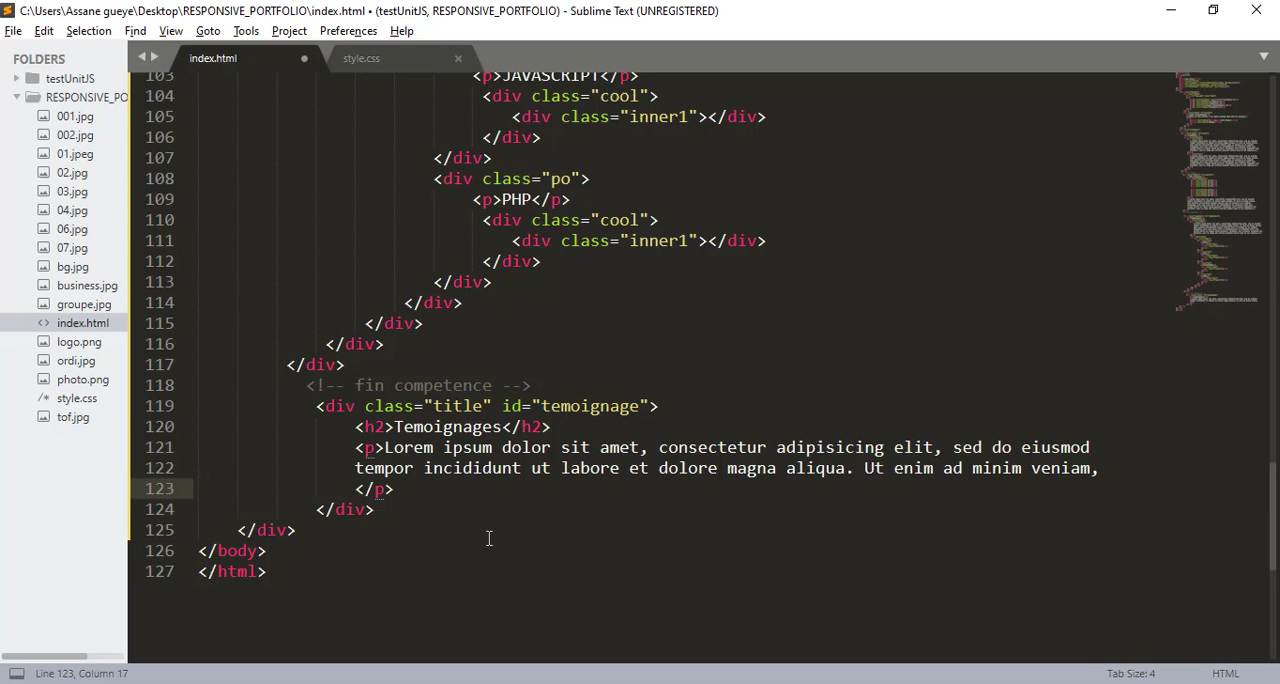 C:\Users\Assane gueye\Desktop\RESPONSIVE_PORTFOLIO\index.html • (testUnitJS, RESPONSIVE_PORTFOLIO) - Sublime Text (UNREGISTERED)
File Edit Selection Find View Goto Tools Project Preferences Help
FOLDERS
testUnitJS
RESPONSIVE_PO
001.jpg
002.jpg
01.jpeg
02.jpg
03.jpg
04.jpg
06.jpg
07.jpg
bg.jpg
business.jpg
groupe.jpg
<> index.html
logo.png
ordi.jpg
photo.png
/* style.css
tof.jpg
index.html style.css
103 <p>JAVASCRIPT</p>
104 <div class="cool">
105 <div class="inner1"></div>
106 </div>
107 </div>
108 <div class="po">
109 <p>PHP</p>
110 <div class="cool">
111 <div class="inner1"></div>
112 </div>
113 </div>
114 </div>
115 </div>
116 </div>
117 </div>
118 <!-- fin competence -->
119 <div class="title" id="temoignage">
120 <h2>Temoignages</h2>
121 <p>Lorem ipsum dolor sit amet, consectetur adipisicing elit, sed do eiusmod
122 tempor incididunt ut labore et dolore magna aliqua. Ut enim ad minim veniam,
123 </p>
124 </div>
125 </div>
126 </body>
127 </html>
Line 123, Column 17 Tab Size: 4 HTML